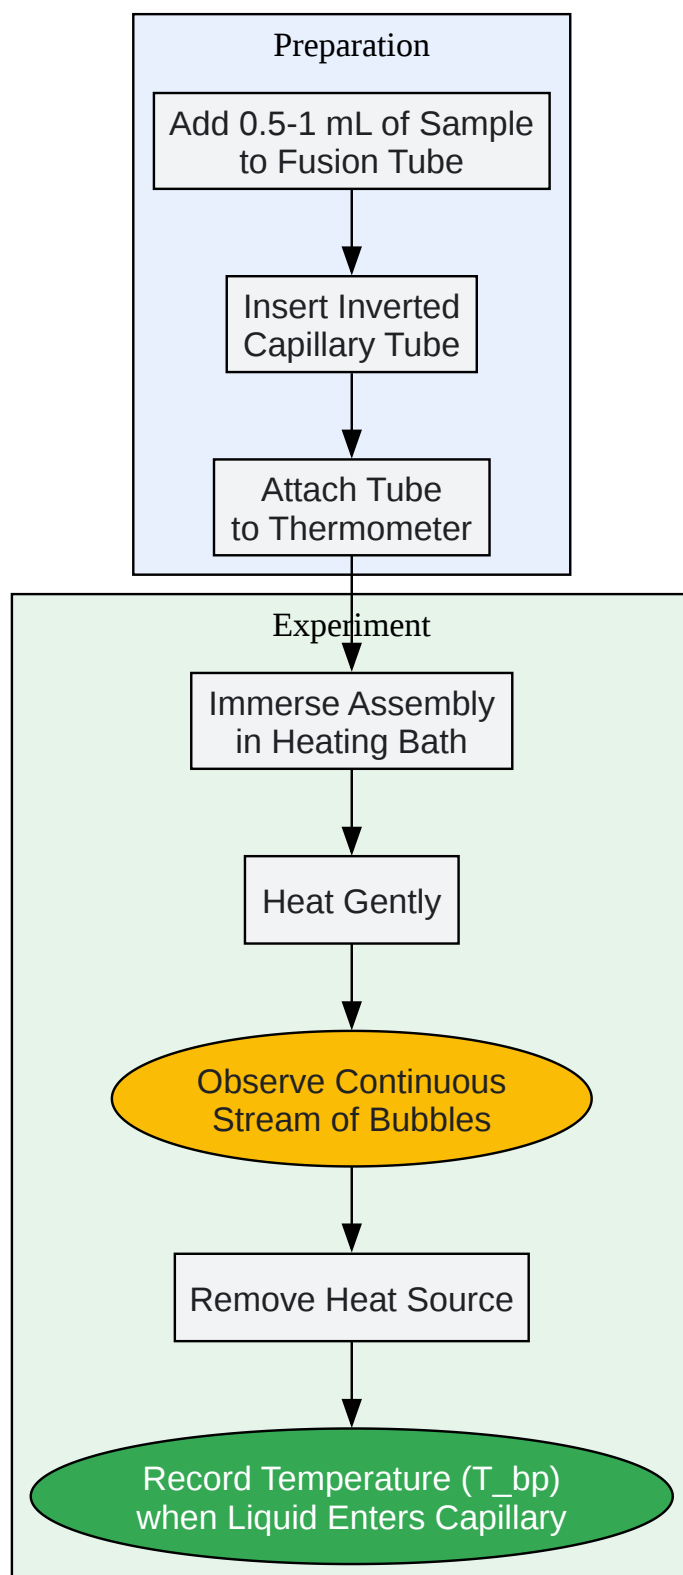 Preparation
Add 0.5-1 mL of Sample
to Fusion Tube
Insert Inverted
Capillary Tube
Attach Tube
to Thermometer
Experiment
Immerse Assembly
in Heating Bath
Heat Gently
Observe Continuous
Stream of Bubbles
Remove Heat Source
Record Temperature (T_bp)
when Liquid Enters Capillary